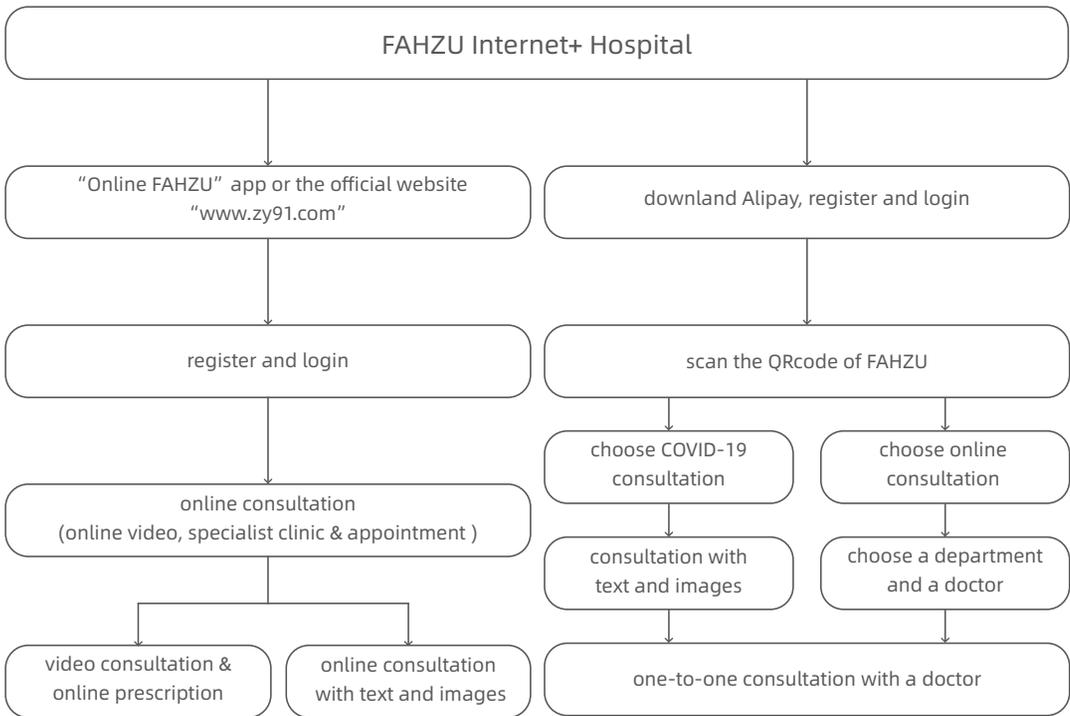 FAHZU Internet+ Hospital
“Online FAHZU” app or the official website
“www.zy91.com”
downland Alipay, register and login
register and login
scan the QRcode of FAHZU
choose COVID-19
consultation
choose online
consultation
online consultation
(online video, specialist clinic & appointment )
consultation with
text and images
choose a department
and a doctor
video consultation &
online prescription
online consultation
with text and images
one-to-one consultation with a doctor